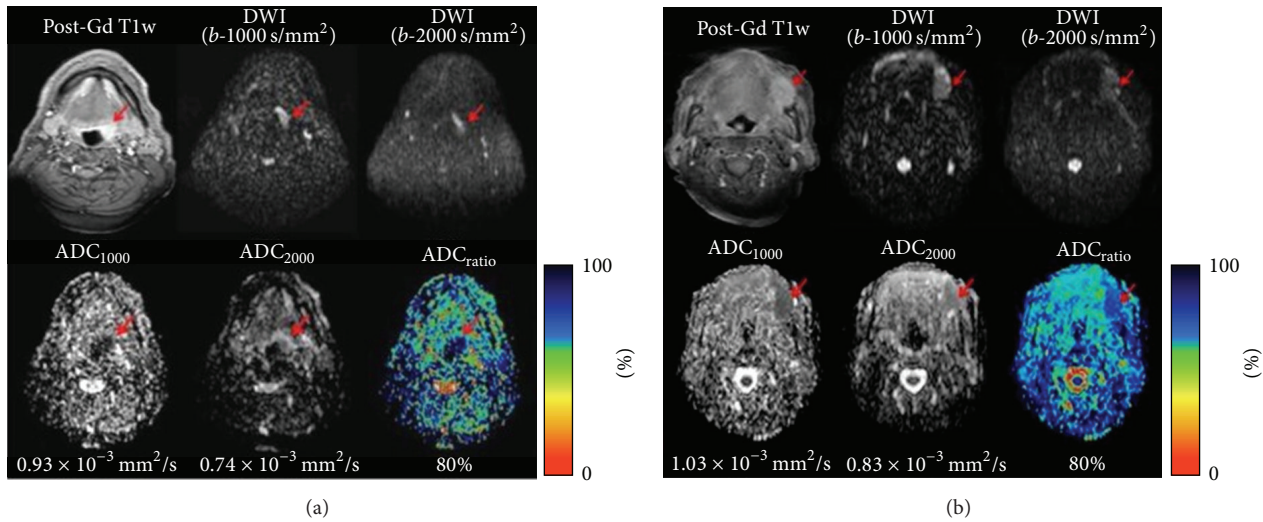 Post-Gd T1w
DWI
(b-1000 s/mm²)
DWI
(b-2000 s/mm²)
ADC₁₀₀₀
ADC₂₀₀₀
ADCratio
100
(%)
0
0.93 × 10⁻³ mm²/s
0.74 × 10⁻³ mm²/s
80%
(a)
Post-Gd T1w
DWI
(b-1000 s/mm²)
DWI
(b-2000 s/mm²)
ADC₁₀₀₀
ADC₂₀₀₀
ADCratio
100
(%)
0
1.03 × 10⁻³ mm²/s
0.83 × 10⁻³ mm²/s
80%
(b)